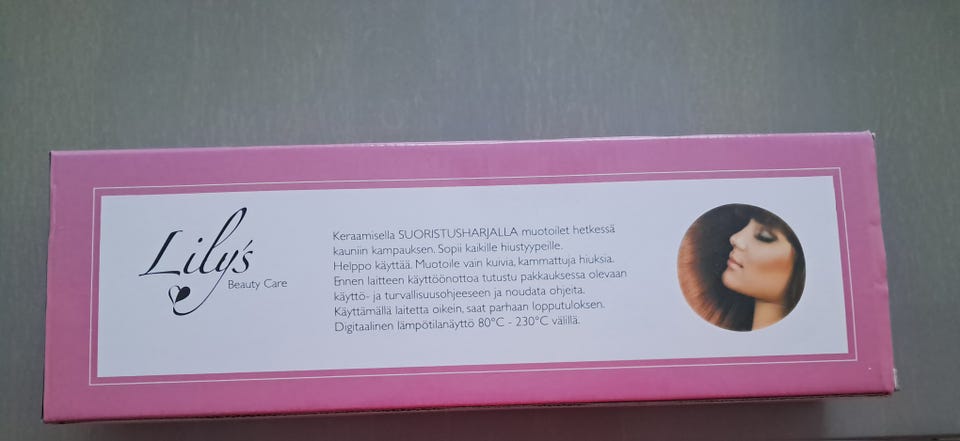 Lily's
Beauty Care
Keraamisella SUORISTUSHARJALLA muotoilet hetkessä
kauniin kampauksen. Sopii kaikille hiustyypeille.
Helppo käyttää. Muotoile vain kuivia, kammattuja hiuksia.
Ennen laitteen käyttöönottoa tutustu pakkauksessa olevaan
käyttö- ja turvallisuusohjeeseen ja noudata ohjeita.
Käyttämällä laitetta oikein, saat parhaan lopputuloksen.
Digitaalinen lämpötilanäyttö 80°C - 230°C välillä.